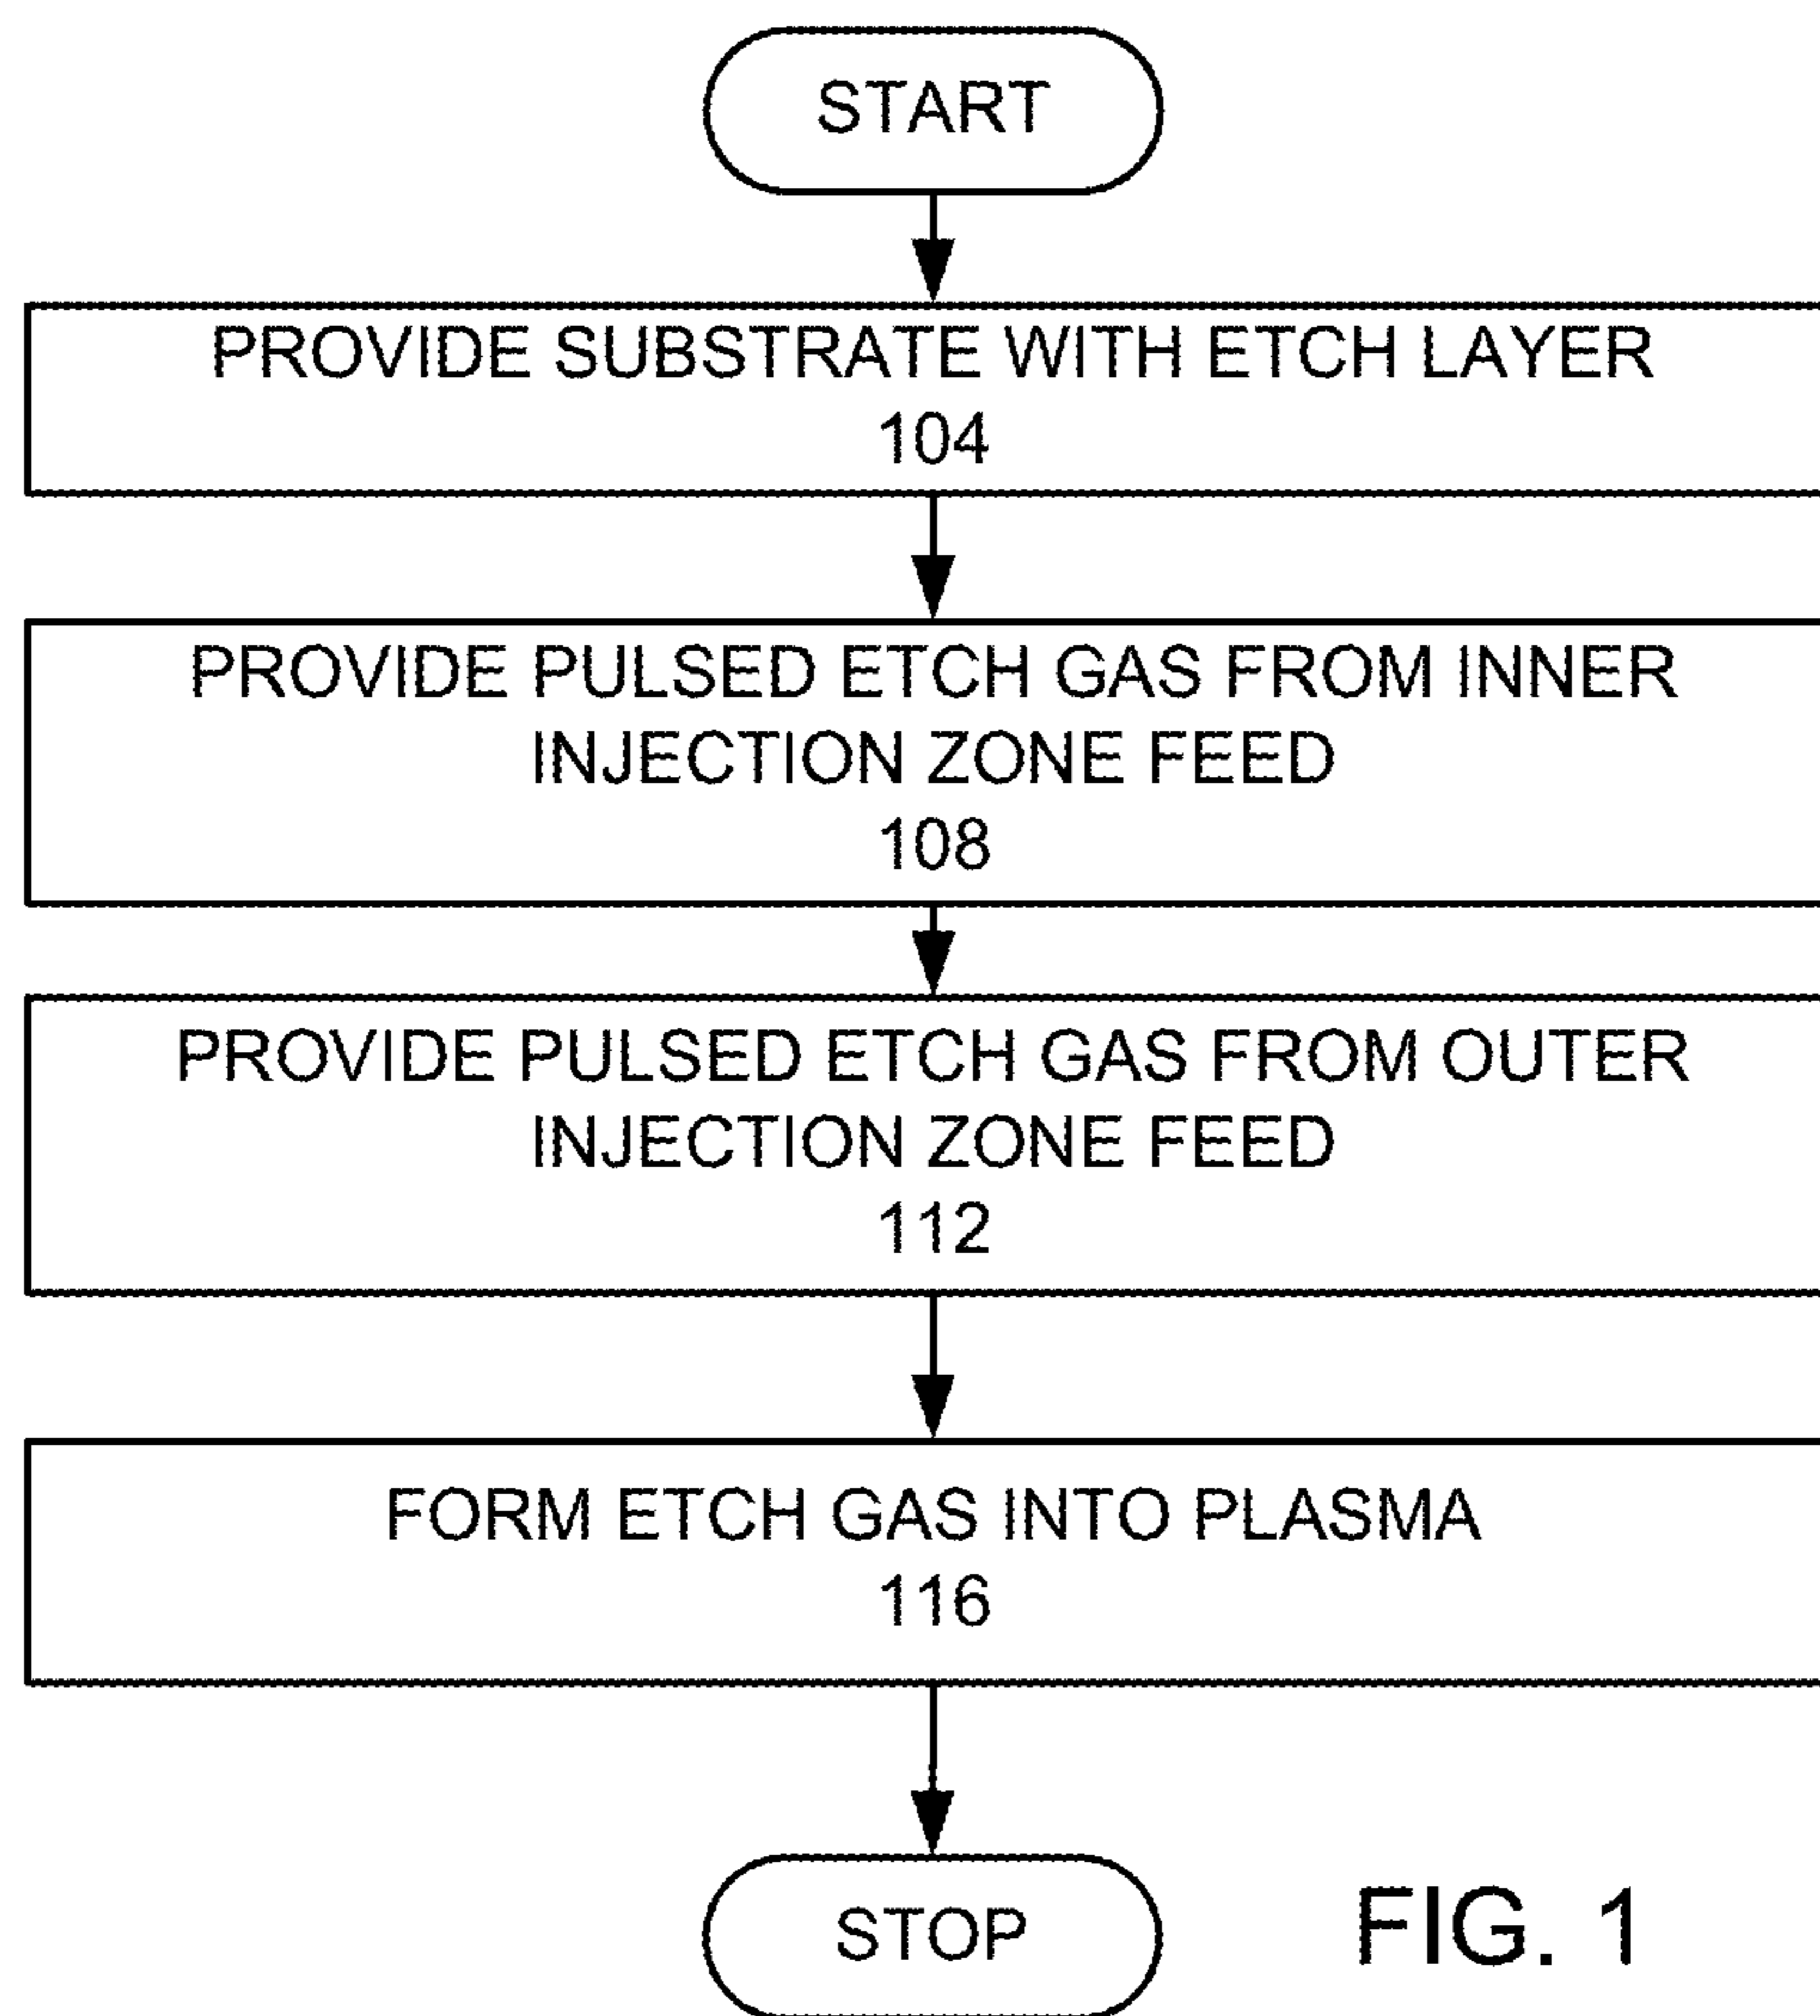 START
PROVIDE SUBSTRATE WITH ETCH LAYER
104
PROVIDE PULSED ETCH GAS FROM INNER
INJECTION ZONE FEED
108
PROVIDE PULSED ETCH GAS FROM OUTER
INJECTION ZONE FEED
112
FORM ETCH GAS INTO PLASMA
116
STOP
FIG. 1